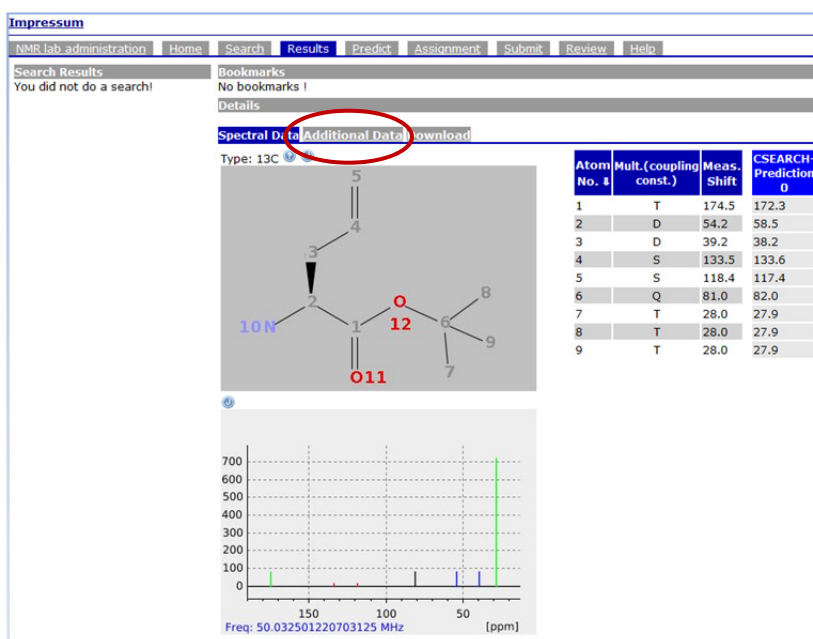 Impressum
NMR lab administration Home Search Results Predict Assignment Submit Review Help
Search Results
You did not do a search!
Bookmarks
No bookmarks !
Details
Spectral Data Additional Data Download
Type: 13C
5
4
3
2
10N
1
O
12
6
8
9
7
O11
Atom No. Mult.(coupling const.) Meas. Shift CSEARCH-Prediction 0
1 T 174.5 172.3
2 D 54.2 58.5
3 D 39.2 38.2
4 S 133.5 133.6
5 S 118.4 117.4
6 Q 81.0 82.0
7 T 28.0 27.9
8 T 28.0 27.9
9 T 28.0 27.9
700
600
500
400
300
200
100
0
150 100 50
Freq: 50.032501220703125 MHz [ppm]